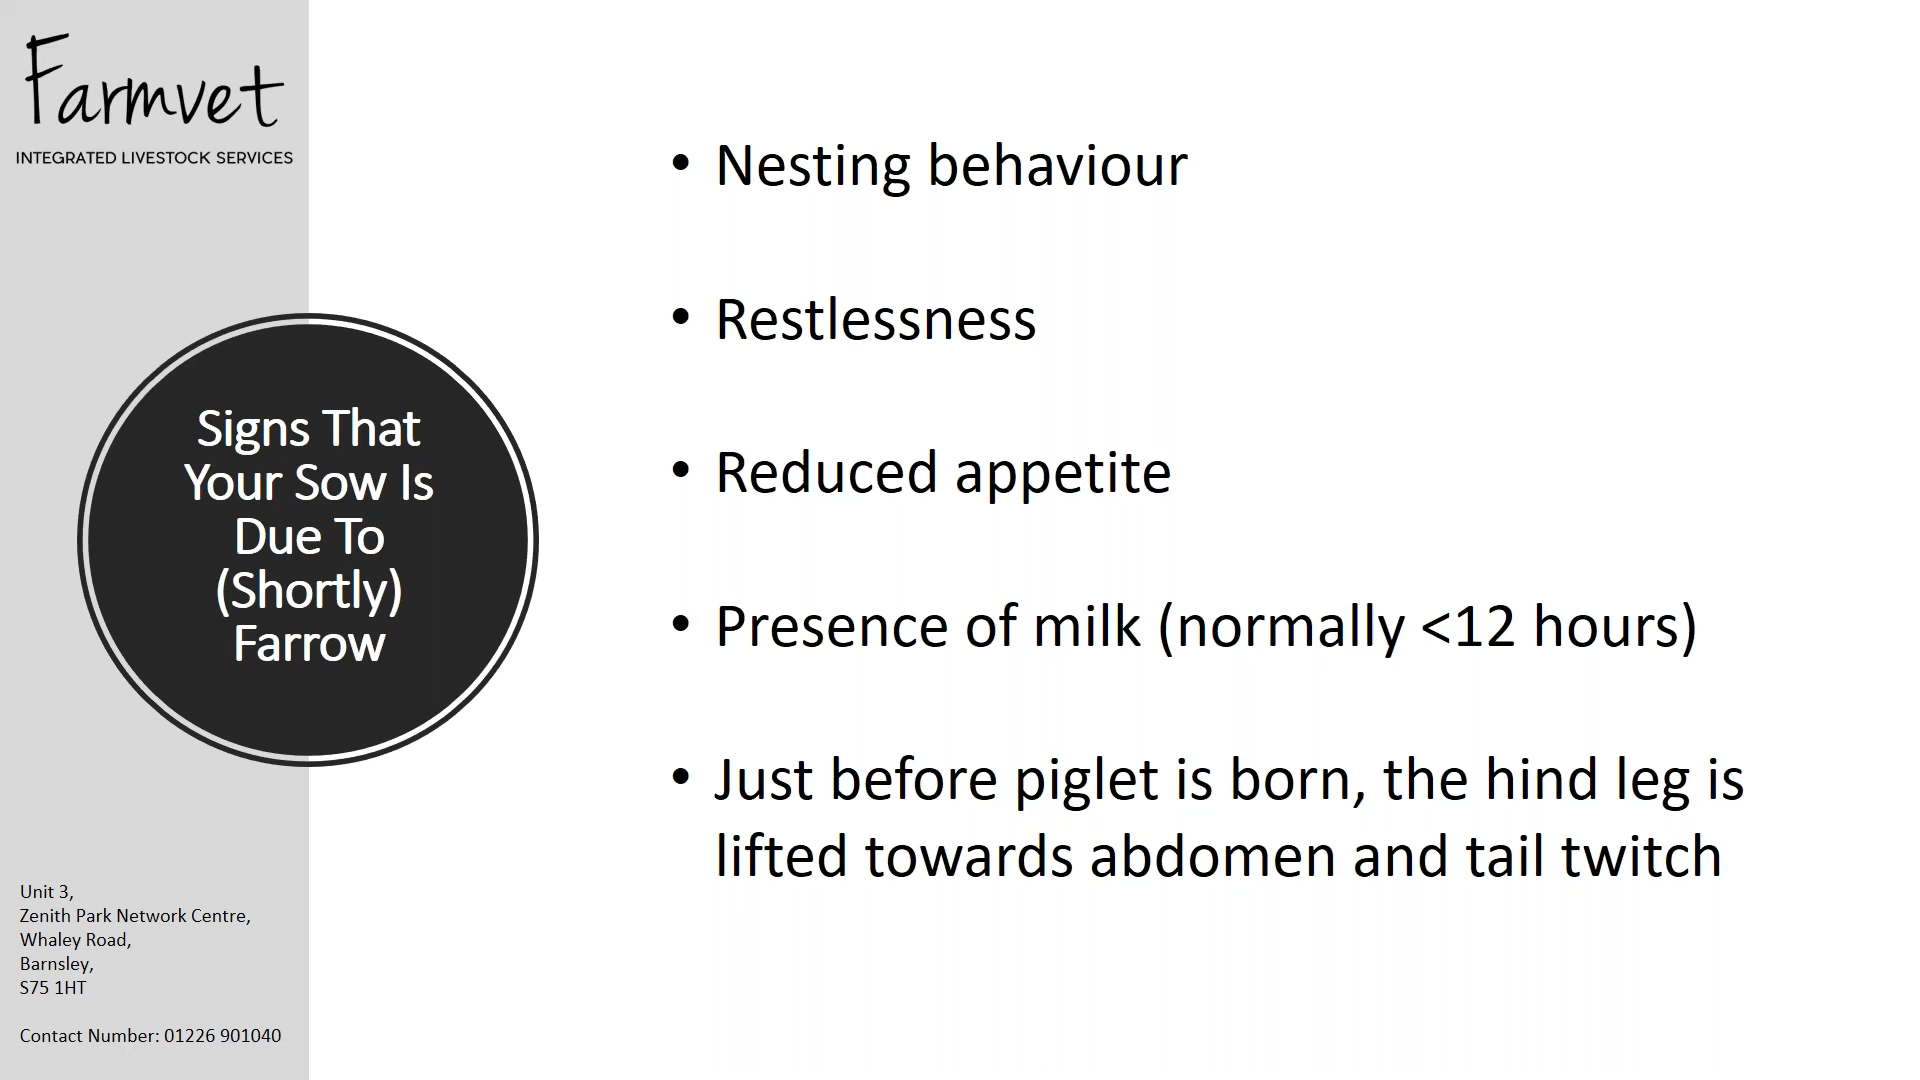 Farmvet
INTEGRATED LIVESTOCK SERVICES
Signs That
Your Sow Is
Due To
(Shortly)
Farrow
• Nesting behaviour
• Restlessness
• Reduced appetite
• Presence of milk (normally <12 hours)
• Just before piglet is born, the hind leg is
lifted towards abdomen and tail twitch
Unit 3,
Zenith Park Network Centre,
Whaley Road,
Barnsley,
S75 1HT
Contact Number: 01226 901040